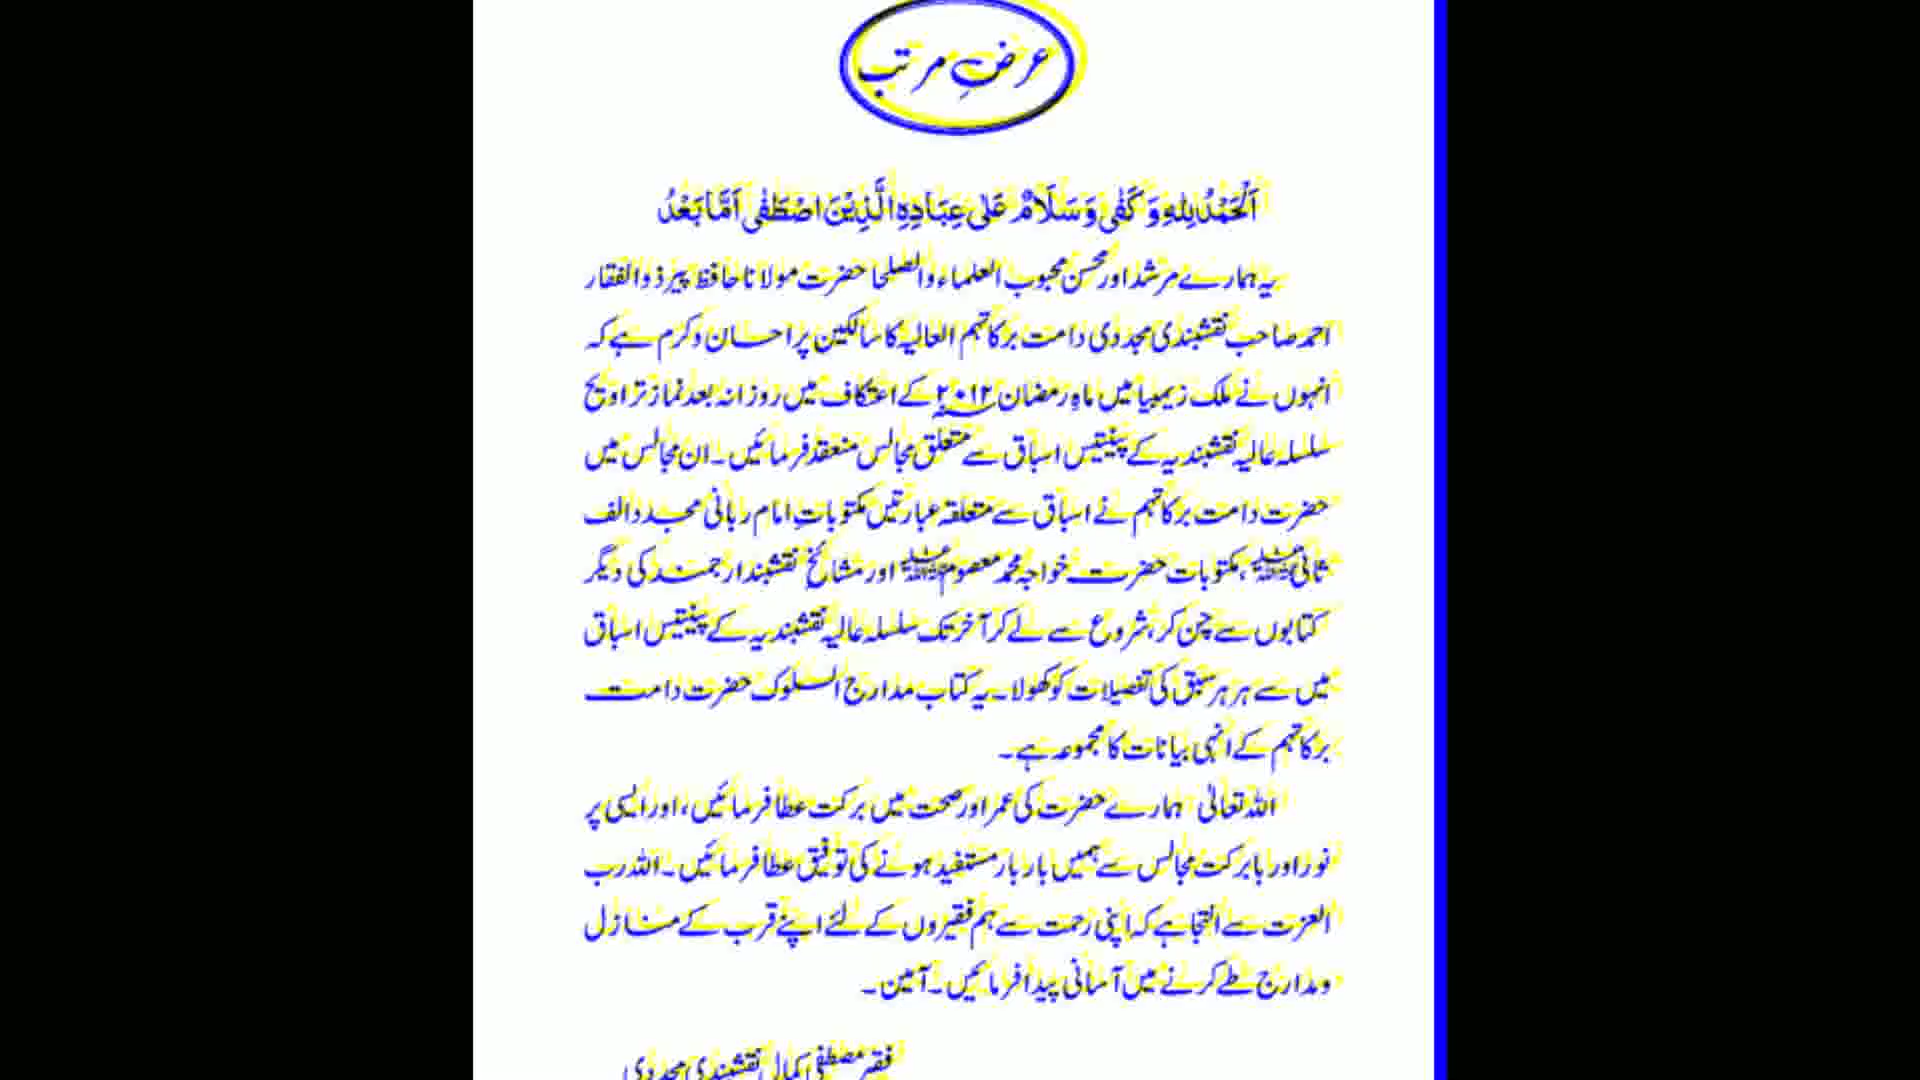 عرضِ مرتب
اَلْحَمْدُ لِلّٰهِ وَ كَفٰى وَ سَلَامٌ عَلٰى عِبَادِهِ الَّذِيْنَ اصْطَفٰى اَمَّا بَعْدُ
یہ ہمارے مرشد اور محسن محبوب العلماء و الصلحا حضرت مولانا حافظ پیر ذوالفقار
احمد صاحب نقشبندی مجددی دامت برکاتہم العالیہ کا سالکین پر احسان و کرم ہے کہ
انہوں نے ملک زیمبیا میں ماہِ رمضان ۲۰۱۲ کے اعتکاف میں روزانہ بعد نماز تراویح
سلسلہ عالیہ نقشبندیہ کے پینتیس اسباق سے متعلق مجالس منعقد فرمائیں۔ ان مجالس میں
حضرت دامت برکاتہم نے اسباق سے متعلقہ عبارتیں مکتوباتِ امام ربانی مجدد الف
ثانی ﷫، مکتوبات حضرت خواجہ محمد معصوم ﷫ اور مشائخ نقشبند ارجمند کی دیگر
کتابوں سے چن کر، شروع سے لے کر آخر تک سلسلہ عالیہ نقشبندیہ کے پینتیس اسباق
میں سے ہر ہر سبق کی تفصیلات کو کھولا۔ یہ کتاب مدارج السلوک حضرت دامت
برکاتہم کے انہی بیانات کا مجموعہ ہے۔
اللہ تعالیٰ ہمارے حضرت کی عمر اور صحت میں برکت عطا فرمائیں، اور ایسی پر
نور اور بابرکت مجالس سے ہمیں بار بار مستفید ہونے کی توفیق عطا فرمائیں۔ اللہ رب
العزت سے التجا ہے کہ اپنی رحمت سے ہم فقیروں کے لئے اپنے قرب کے منازل
و مدارج طے کرنے میں آسانی پیدا فرمائیں۔ آمین۔
فقیر مصطفی کمال نقشبندی مجددی